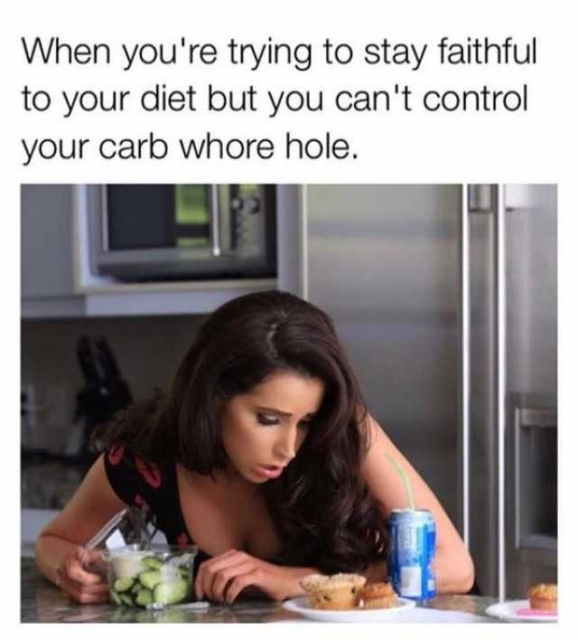 When you're trying to stay faithful
to your diet but you can't control
your carb whore hole.